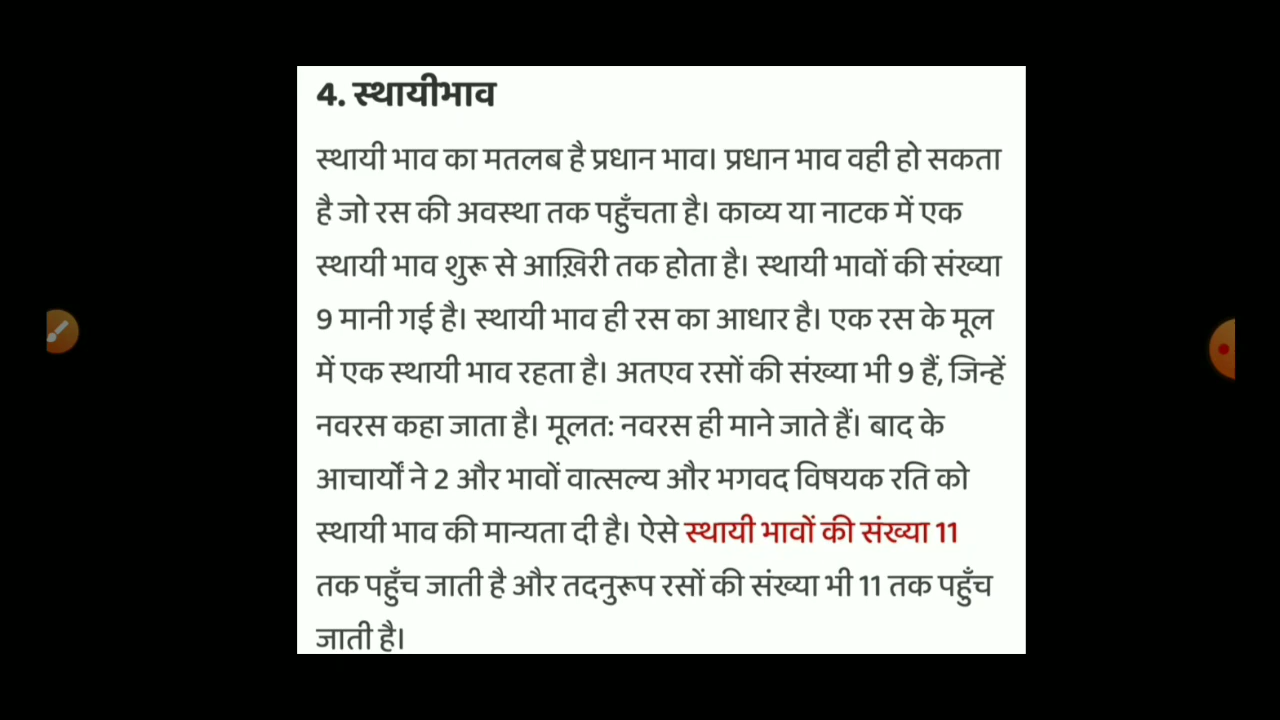 4. स्थायीभाव
स्थायी भाव का मतलब है प्रधान भाव। प्रधान भाव वही हो सकता
है जो रस की अवस्था तक पहुँचता है। काव्य या नाटक में एक
स्थायी भाव शुरू से आख़िरी तक होता है। स्थायी भावों की संख्या
9 मानी गई है। स्थायी भाव ही रस का आधार है। एक रस के मूल
में एक स्थायी भाव रहता है। अतएव रसों की संख्या भी 9 हैं, जिन्हें
नवरस कहा जाता है। मूलतः नवरस ही माने जाते हैं। बाद के
आचार्यों ने 2 और भावों वात्सल्य और भगवद विषयक रति को
स्थायी भाव की मान्यता दी है। ऐसे स्थायी भावों की संख्या 11
तक पहुँच जाती है और तदनुरूप रसों की संख्या भी 11 तक पहुँच
जाती है।